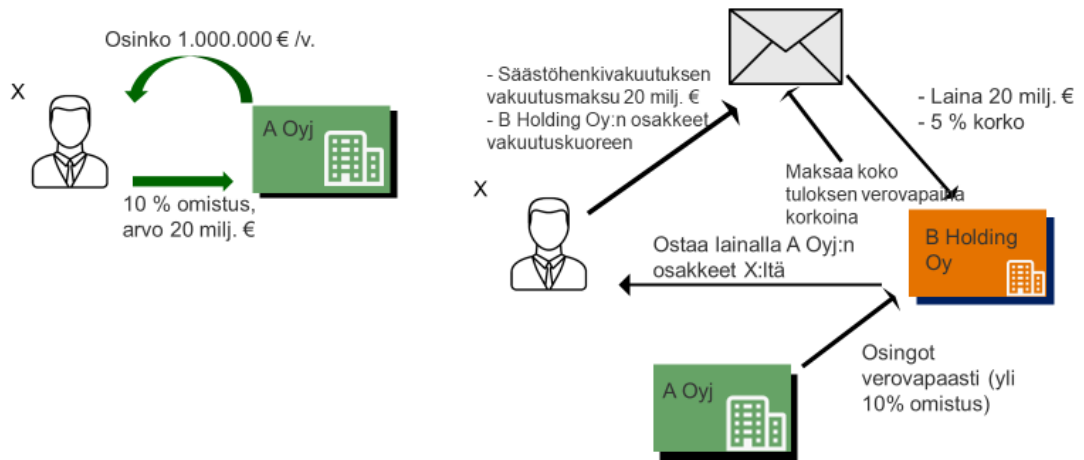 Osinko 1.000.000 € /v.
X
A Oyj
10 % omistus,
arvo 20 milj. €
- Säästöhenkivakuutuksen
vakuutusmaksu 20 milj. €
- B Holding Oy:n osakkeet
vakuutuskuoreen
- Laina 20 milj. €
- 5 % korko
X
Maksaa koko
tuloksen verovapaina
korkoina
Ostaa lainalla A Oyj:n
osakkeet X:ltä
B Holding
Oy
A Oyj
Osingot
verovapaasti (yli
10% omistus)